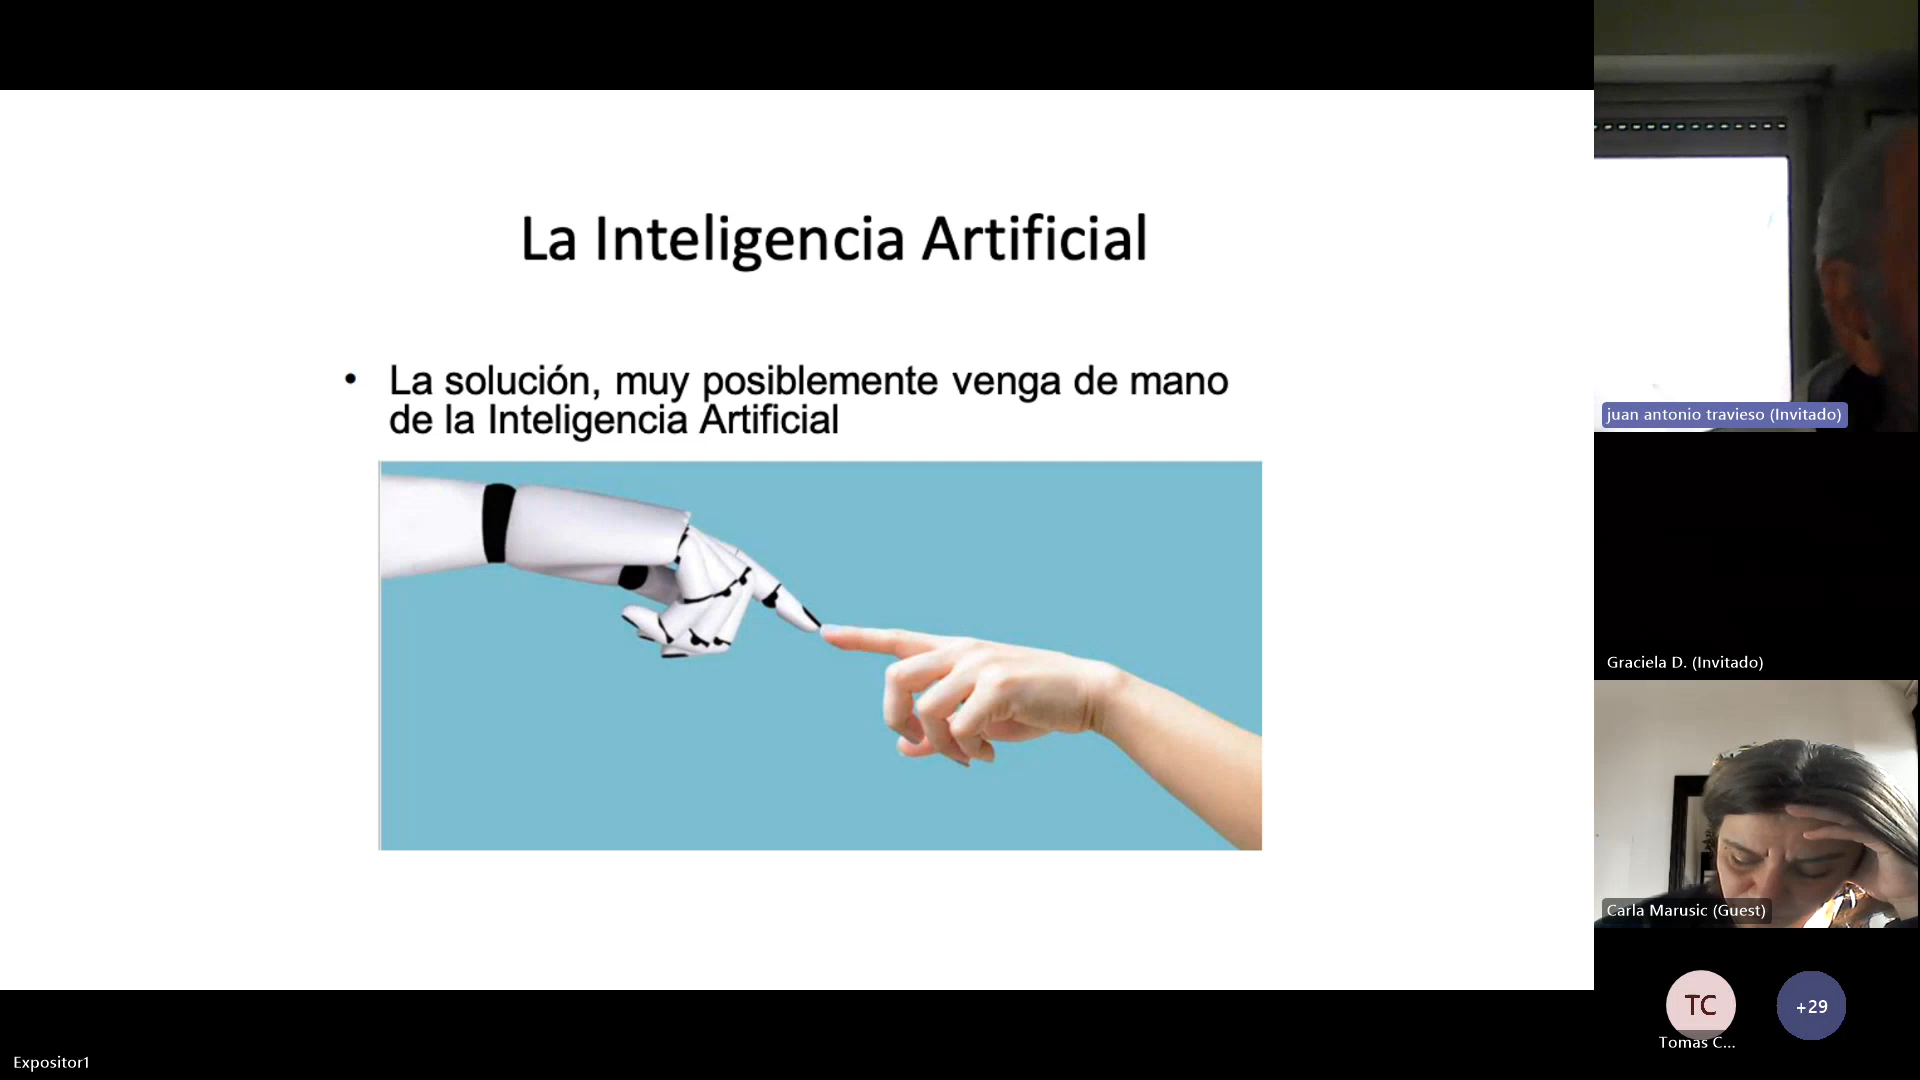 La Inteligencia Artificial
• La solución, muy posiblemente venga de mano
de la Inteligencia Artificial
juan antonio travieso (Invitado)
Graciela D. (Invitado)
Carla Marusic (Guest)
TC
+29
Tomas C...
Expositor1